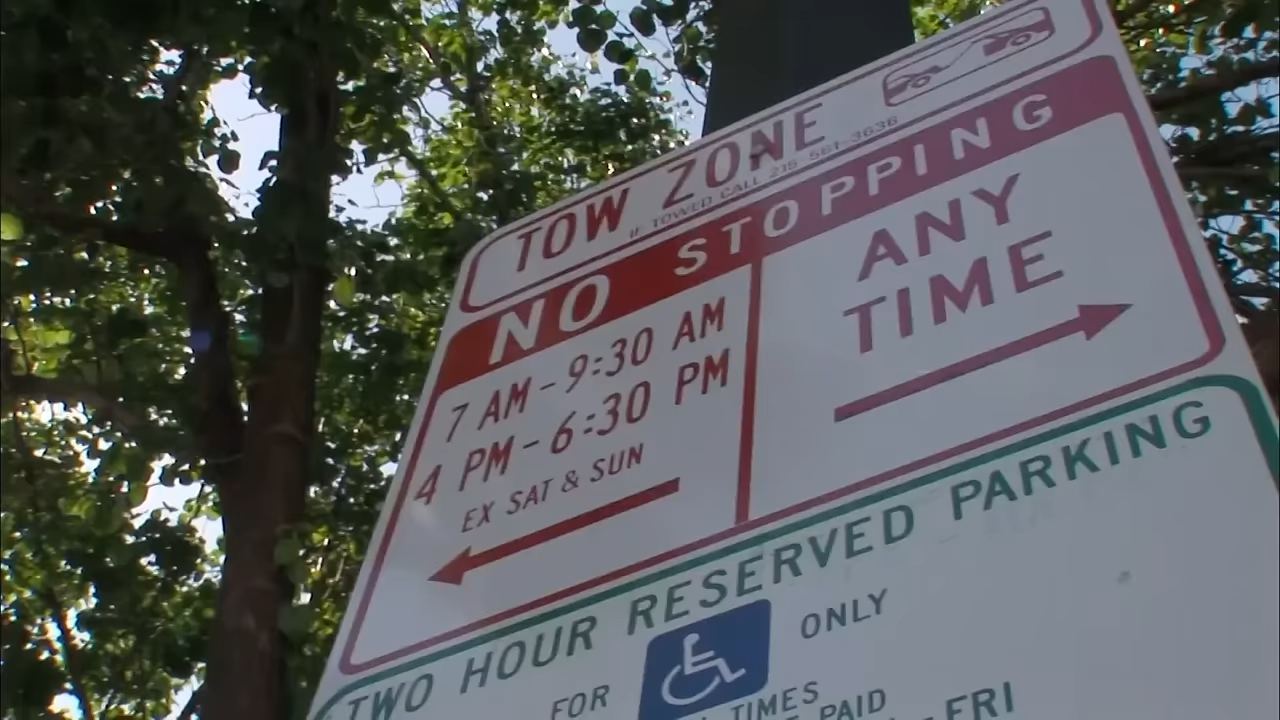 TOW ZONE
IF TOWED CALL 215-561-3636
NO STOPPING
7 AM-9:30 AM
4 PM-6:30 PM
EX SAT & SUN
ANY
TIME
TWO HOUR RESERVED PARKING
FOR ONLY
TIMES
PAID
- FRI